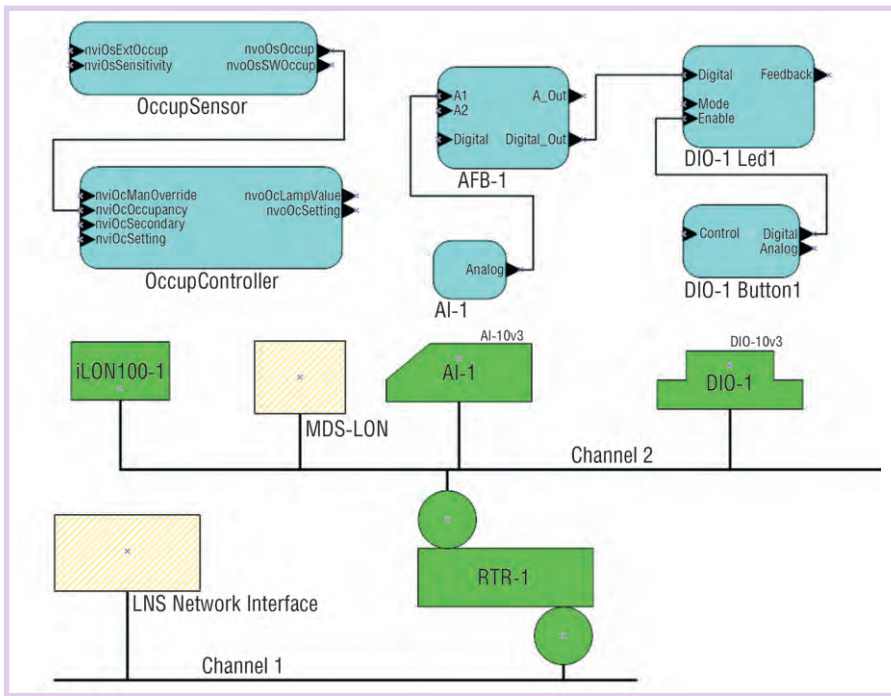 nviOsExtOccup
nvoOsOccup
nviOsSensitivity
nvoOsSWOccup
OccupSensor
nviOcManOverride
nvoOcLampValue
nviOcOccupancy
nvoOcSetting
nviOcSecondary
nviOcSetting
OccupController
A1
A_Out
A2
Digital
Digital_Out
AFB-1
Analog
AI-1
Digital
Feedback
Mode
Enable
DIO-1 Led1
Control
Digital
Analog
DIO-1 Button1
iLON100-1
MDS-LON
AI-10v3
AI-1
DIO-10v3
DIO-1
Channel 2
LNS Network Interface
RTR-1
Channel 1